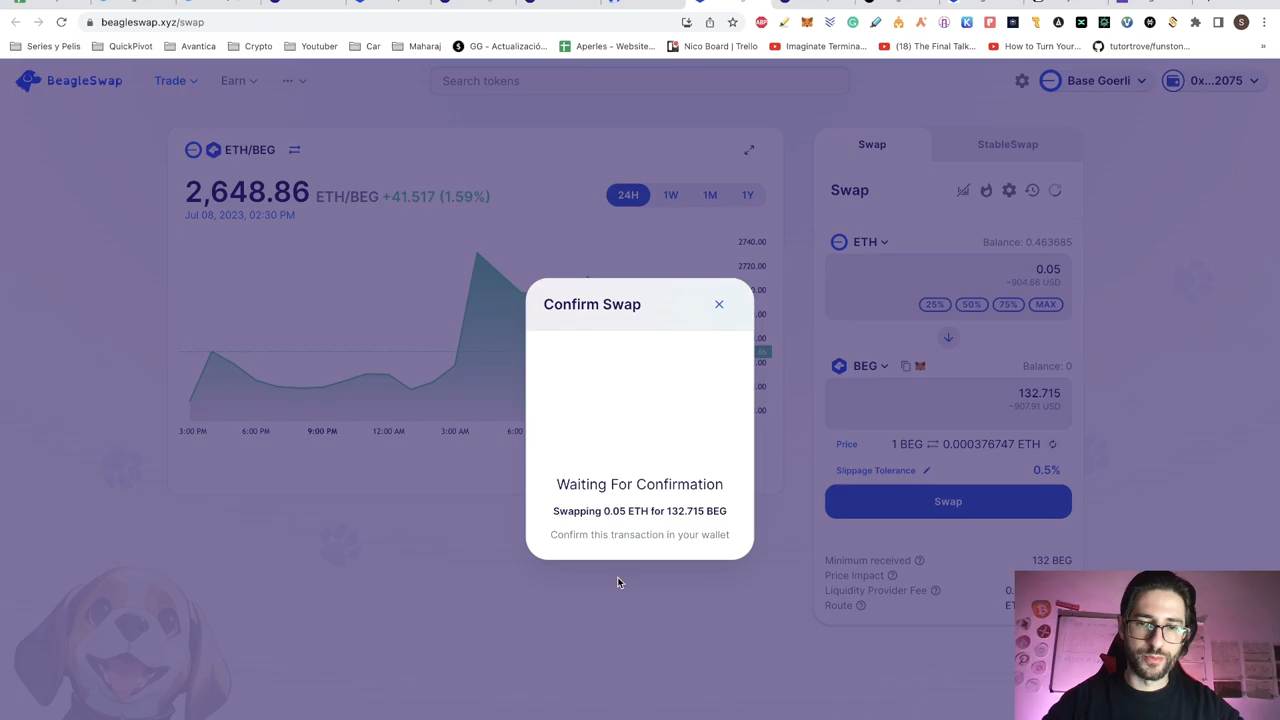 beagleswap.xyz/swap
Series y Pelis
QuickPivot
Avantica
Crypto
Youtuber
Car
Maharaj
GG - Actualizació...
Aperles - Website...
Nico Board | Trello
Imaginate Termina...
(18) The Final Talk...
How to Turn Your...
tutortrove/funston...
»
BeagleSwap
Trade
Earn
Search tokens
Base Goerli
0x...2075
ETH/BEG
2,648.86 ETH/BEG +41.517 (1.59%)
Jul 08, 2023, 02:30 PM
24H
1W
1M
1Y
2740.00
2720.00
3:00 PM
6:00 PM
9:00 PM
12:00 AM
3:00 AM
Confirm Swap
Waiting For Confirmation
Swapping 0.05 ETH for 132.715 BEG
Confirm this transaction in your wallet
Swap
StableSwap
Swap
ETH
Balance: 0.463685
0.05
~904.66 USD
25%
50%
75%
MAX
BEG
Balance: 0
132.715
~907.91 USD
Price
1 BEG ⇄ 0.000376747 ETH
Slippage Tolerance
0.5%
Swap
Minimum received
132 BEG
Price Impact
Liquidity Provider Fee
Route